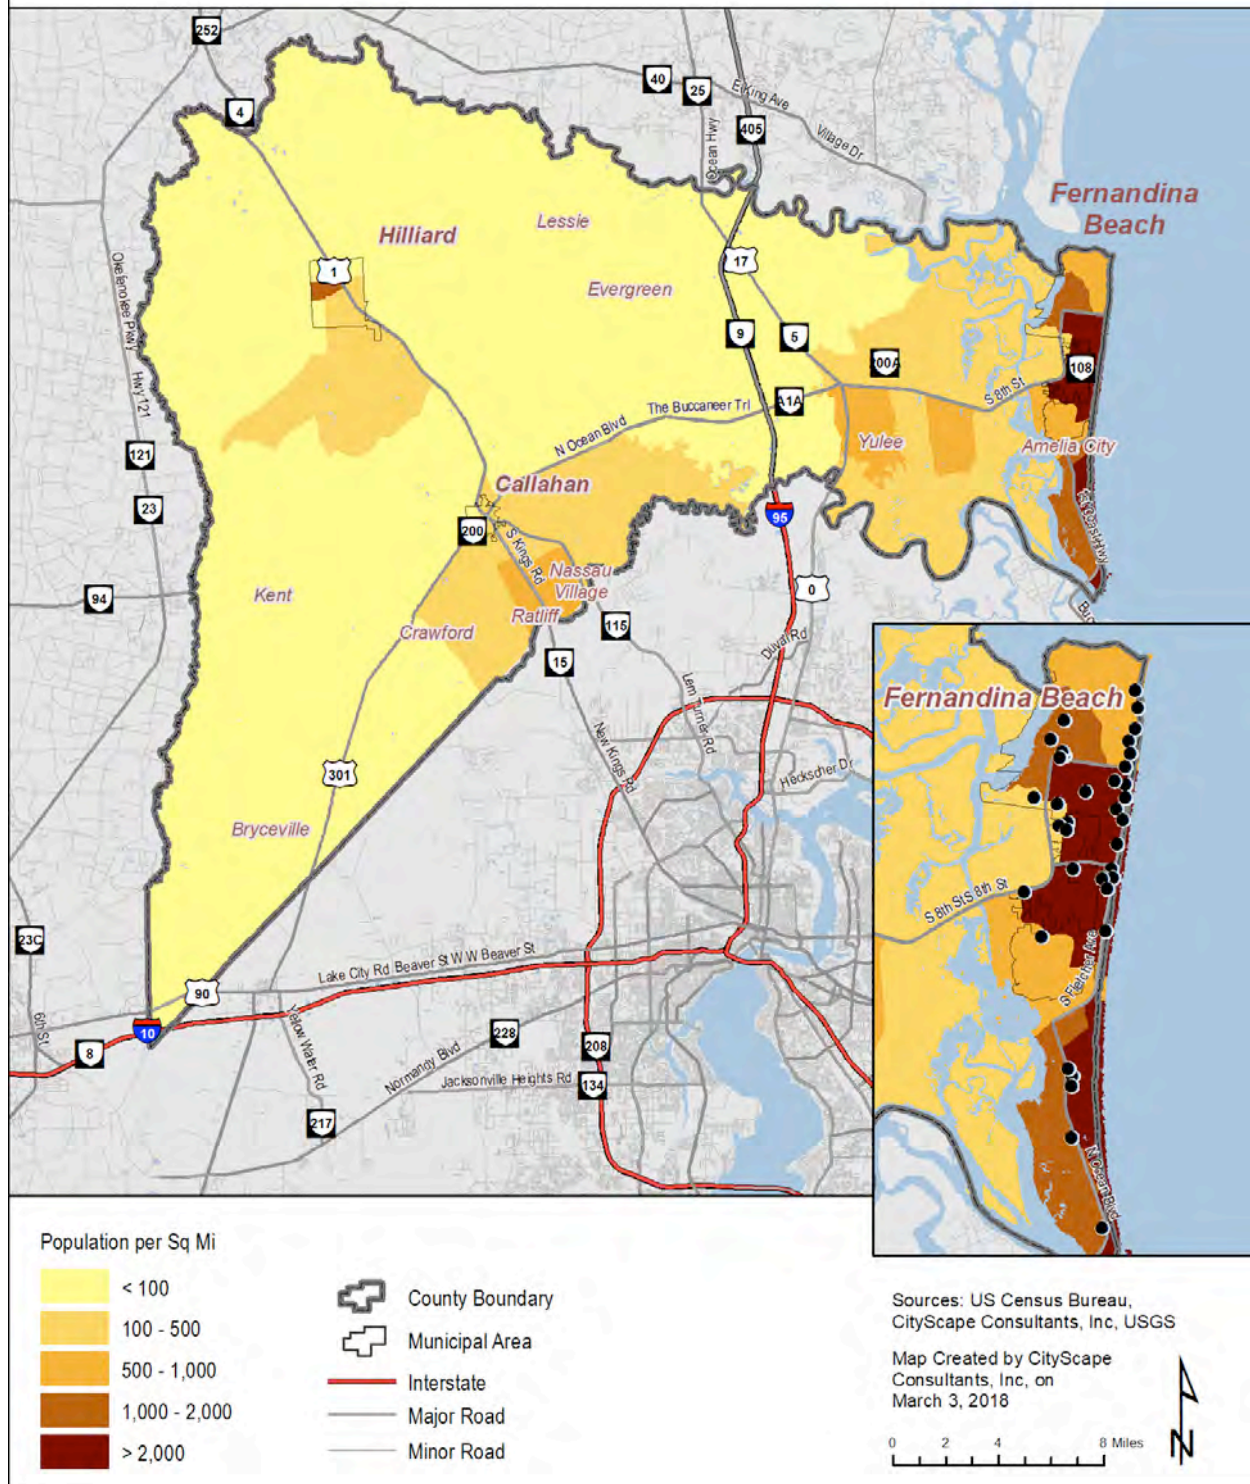 252
4
40
25
E King Ave
405
Village Dr
Ocean Hwy
Fernandina
Beach
Lessie
Hilliard
1
17
Evergreen
Okefenokee Pkwy
9
5
200A
108
Hwy 121
S 8th St
A1A
The Buccaneer Trl
N Ocean Blvd
Yulee
Amelia City
121
Callahan
23
95
200
S Kings Rd
Nassau
Village
94
Kent
0
Ratliff
Crawford
115
Duval Rd
15
Lem Turner Rd
New Kings Rd
301
Heckscher Dr
Bryceville
23C
Lake City Rd
Beaver St W
W Beaver St
90
6th St
10
8
Yellow Water Rd
228
Normandy Blvd
208
Jacksonville Heights Rd
134
217
Fernandina Beach
S 8th St
S 8th St
S Fletcher Ave
N Ocean Blvd
Population per Sq Mi
< 100
100 - 500
500 - 1,000
1,000 - 2,000
> 2,000
County Boundary
Municipal Area
Interstate
Major Road
Minor Road
Sources: US Census Bureau,
CityScape Consultants, Inc, USGS
Map Created by CityScape
Consultants, Inc, on
March 3, 2018
N
0 2 4 8 Miles